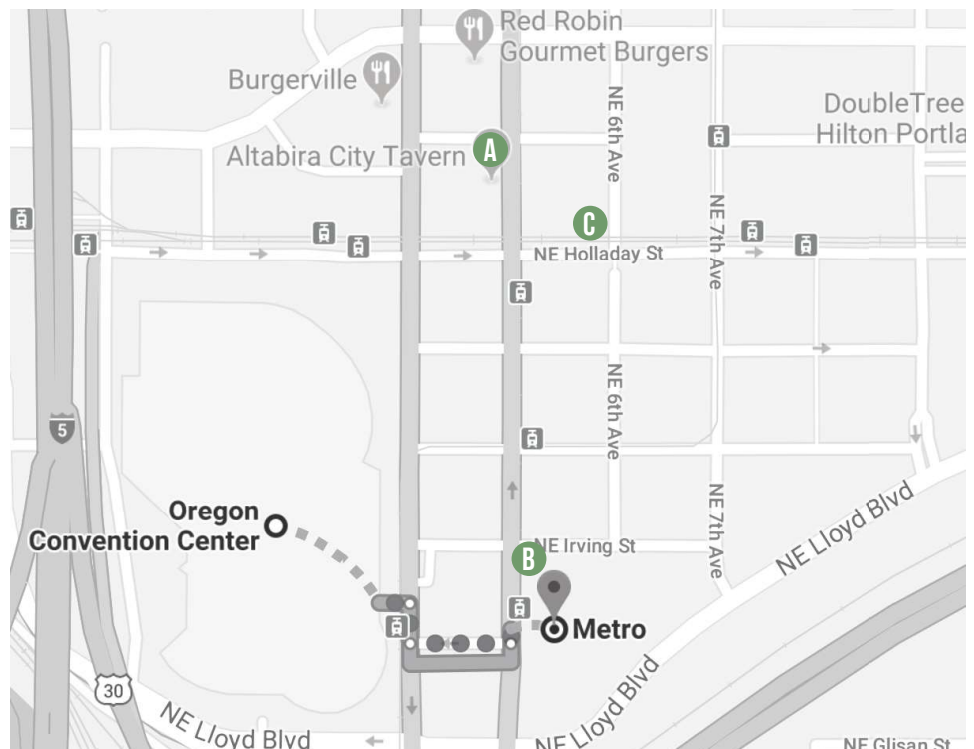 Red Robin
Gourmet Burgers
Burgerville
DoubleTree
Hilton Portla
Altabira City Tavern
A
NE 6th Ave
C
NE 7th Ave
NE Holladay St
5
NE 6th Ave
Oregon
Convention Center
NE 7th Ave
NE Lloyd Blvd
B
NE Irving St
Metro
30
NE Lloyd Blvd
NE Lloyd Blvd
NE Glisan St